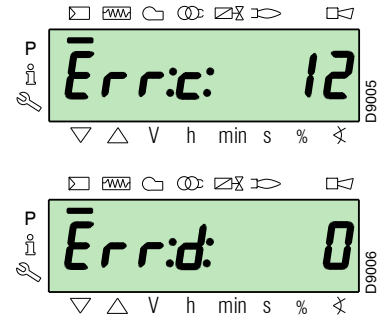 P
Err:c: 12
D9005
V h min s %
P
Err:d: 0
D9006
V h min s %